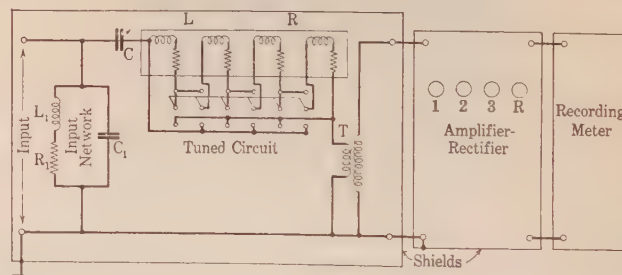 L R
C
Input
L₁
R₁
Input
Network
C₁
Tuned Circuit
T
1 2 3 R
Amplifier-
Rectifier
Recording
Meter
Shields